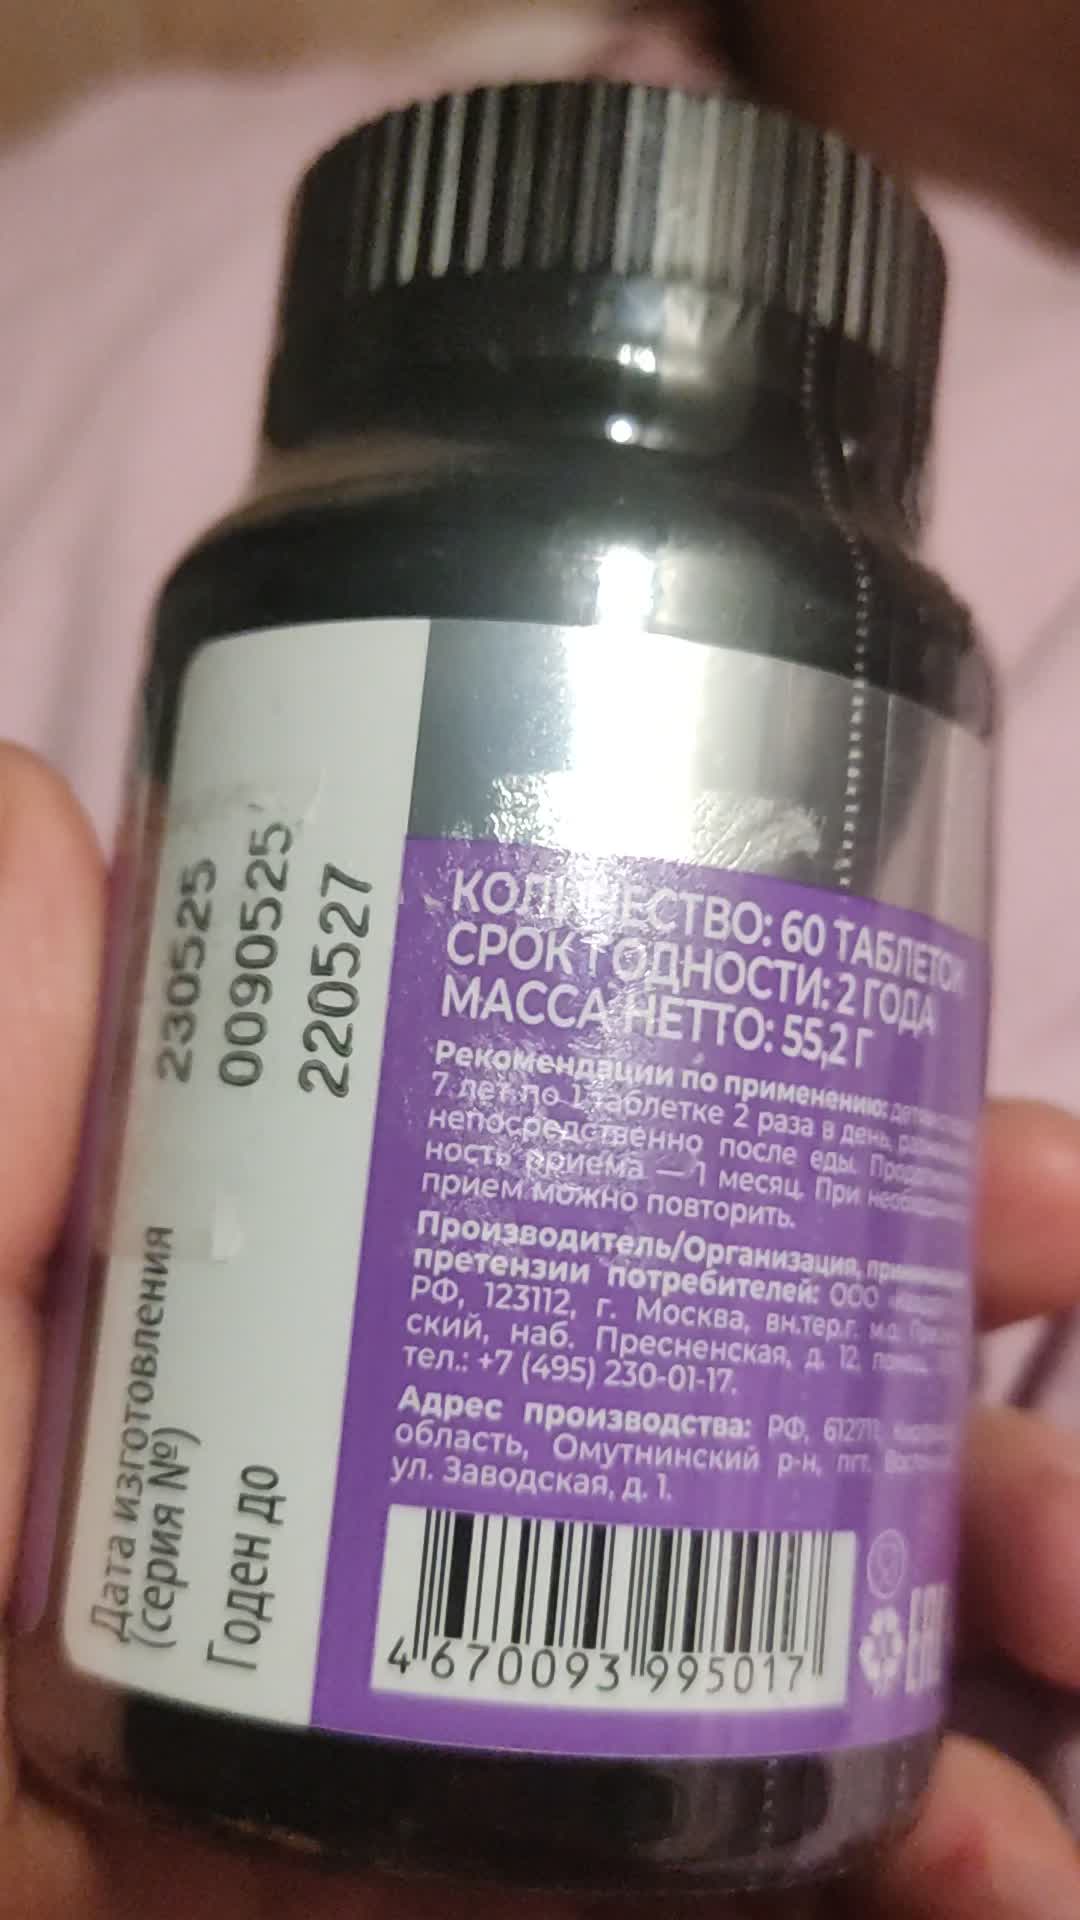 КОЛИЧЕСТВО: 60 ТАБЛЕТОК
СРОК ГОДНОСТИ: 2 ГОДА
МАССА НЕТТО: 55,2 Г
Рекомендации по применению:
7 лет по 1 таблетке 2 раза в день,
непосредственно после еды.
ность приема — 1 месяц. При
прием можно повторить.
Производитель/Организация,
претензии потребителей: ООО
РФ, 123112, г. Москва, вн.тер.г. м.о.
ский, наб. Пресненская, д. 12,
тел.: +7 (495) 230-01-17.
Адрес производства: РФ,
область, Омутнинский р-н, пгт.
ул. Заводская, д. 1.
4 670093 995017
Дата изготовления 230525
(серия №) 0090525
Годен до 220527